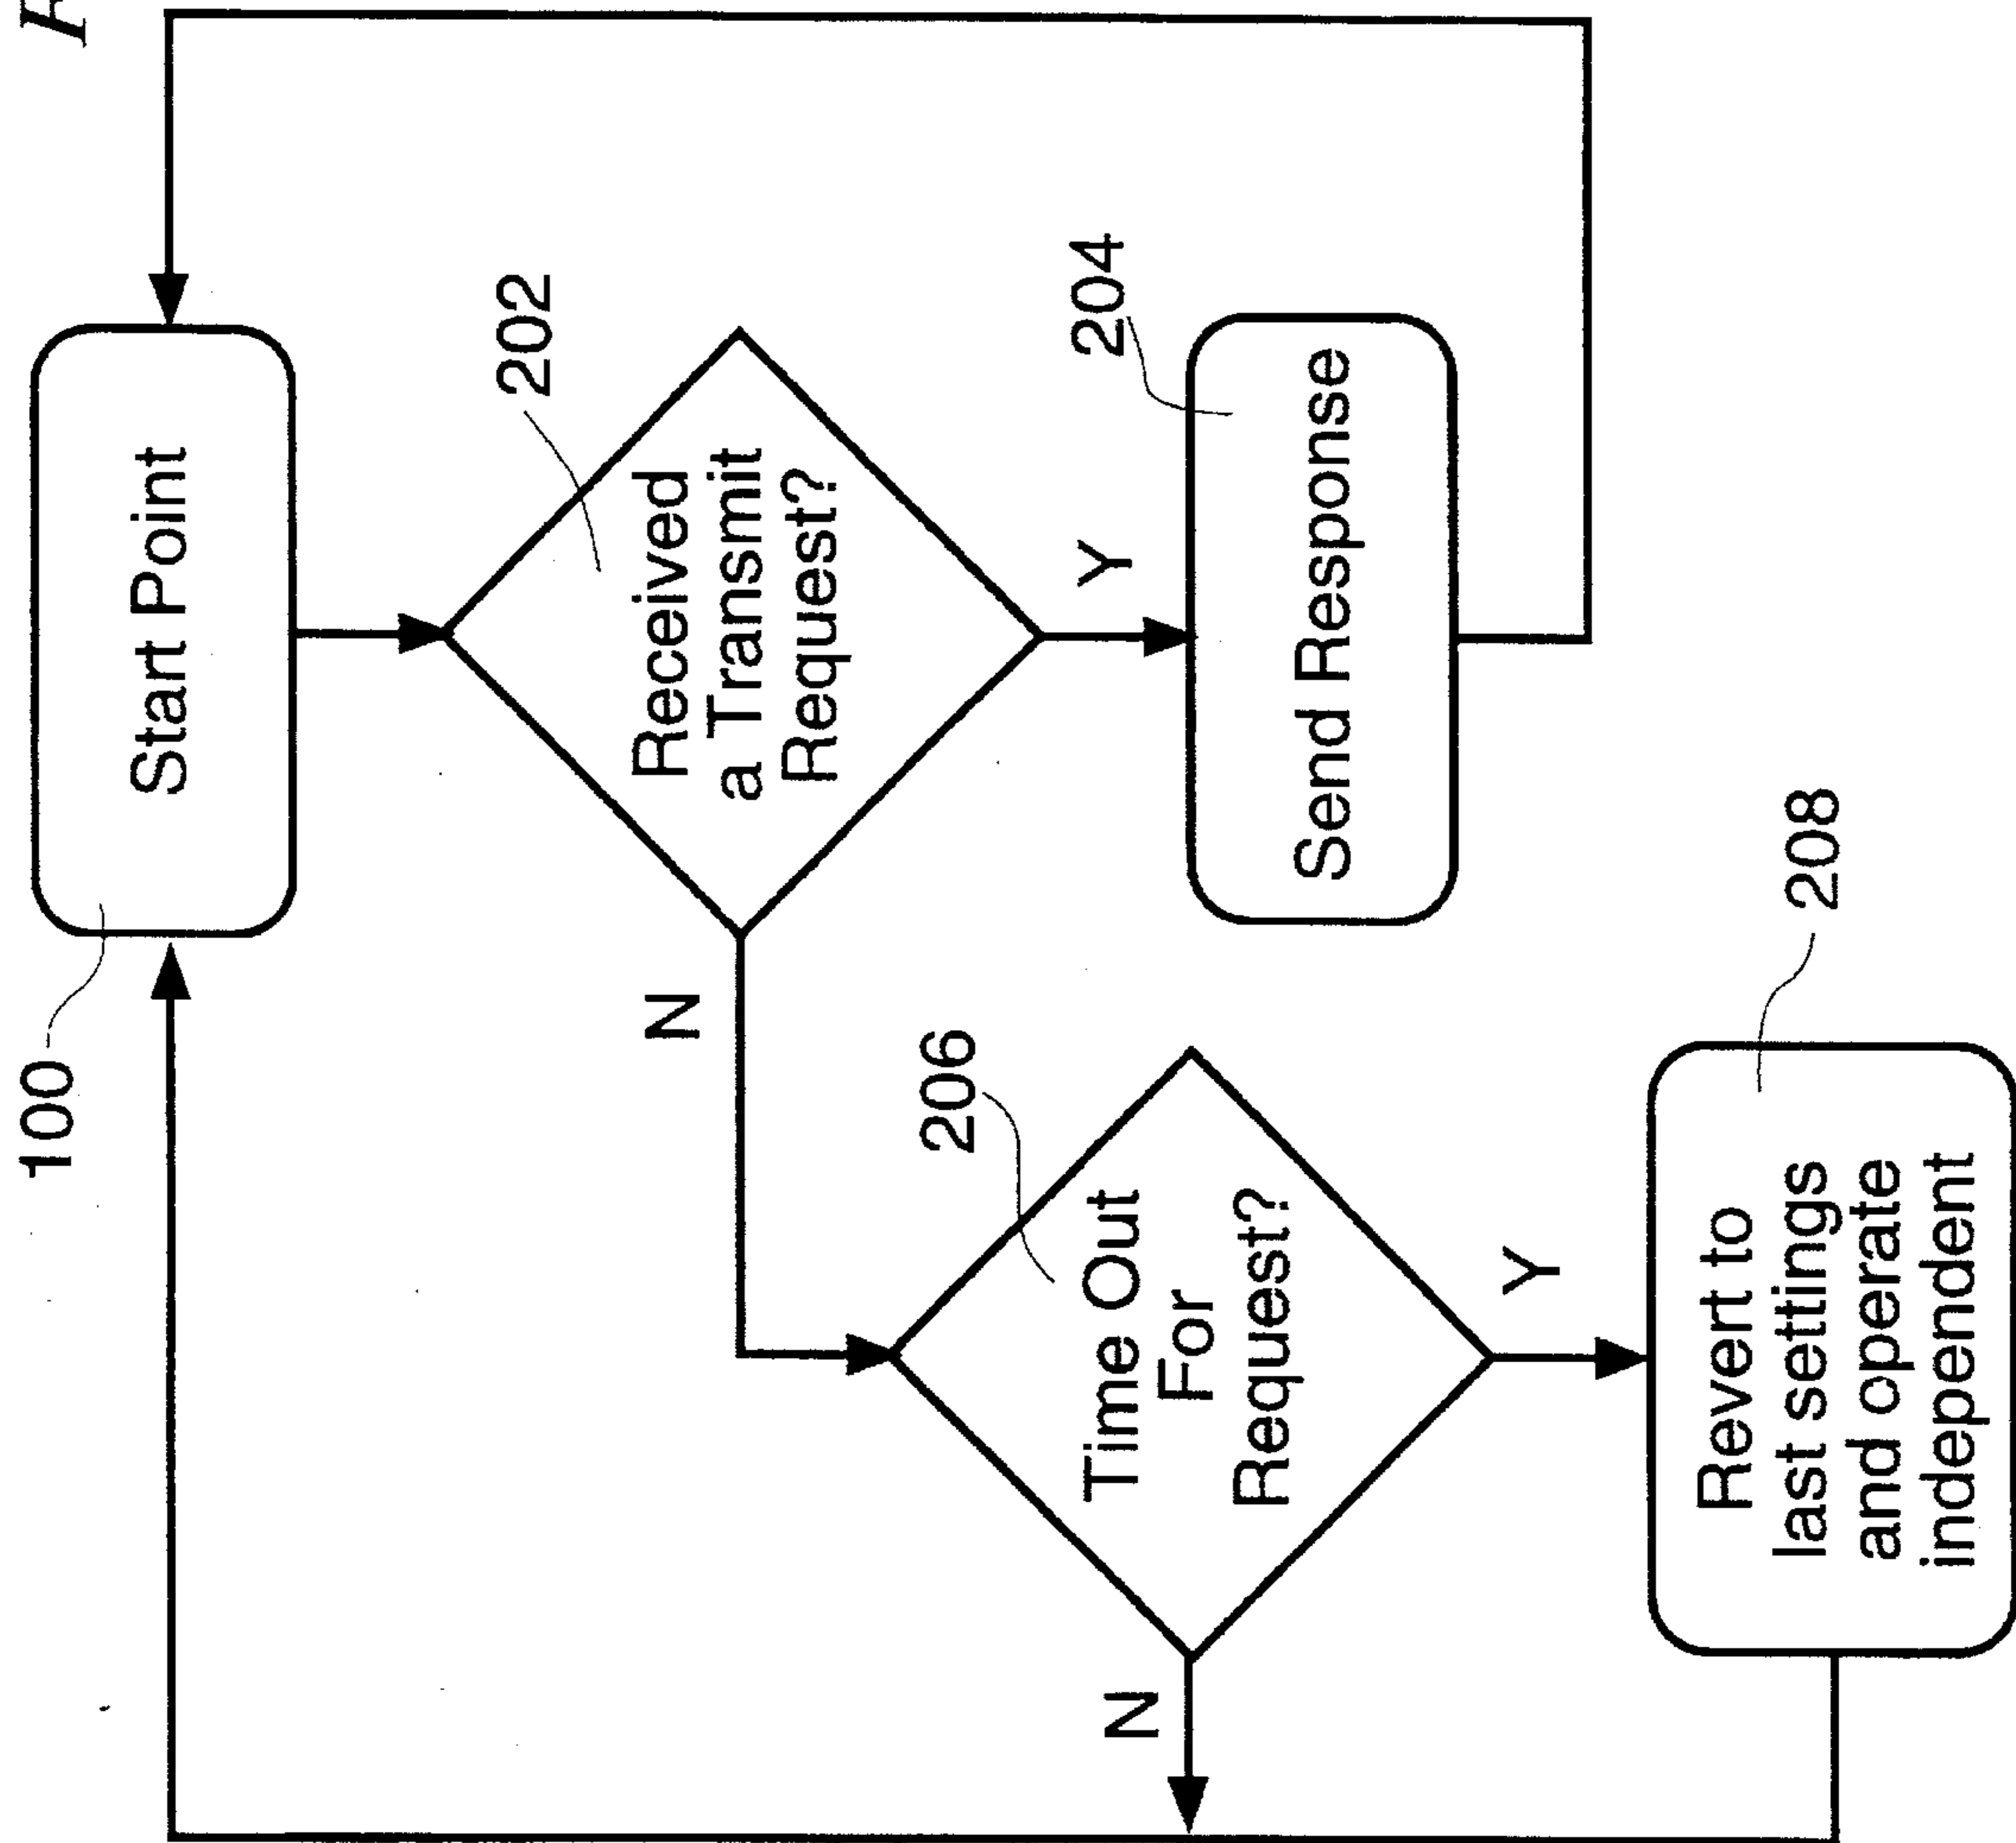 100
Start Point
202
Received
a Transmit
Request?
N
Y
204
Send Response
206
Time Out
For
Request?
N
Y
208
Revert to
last settings
and operate
independent